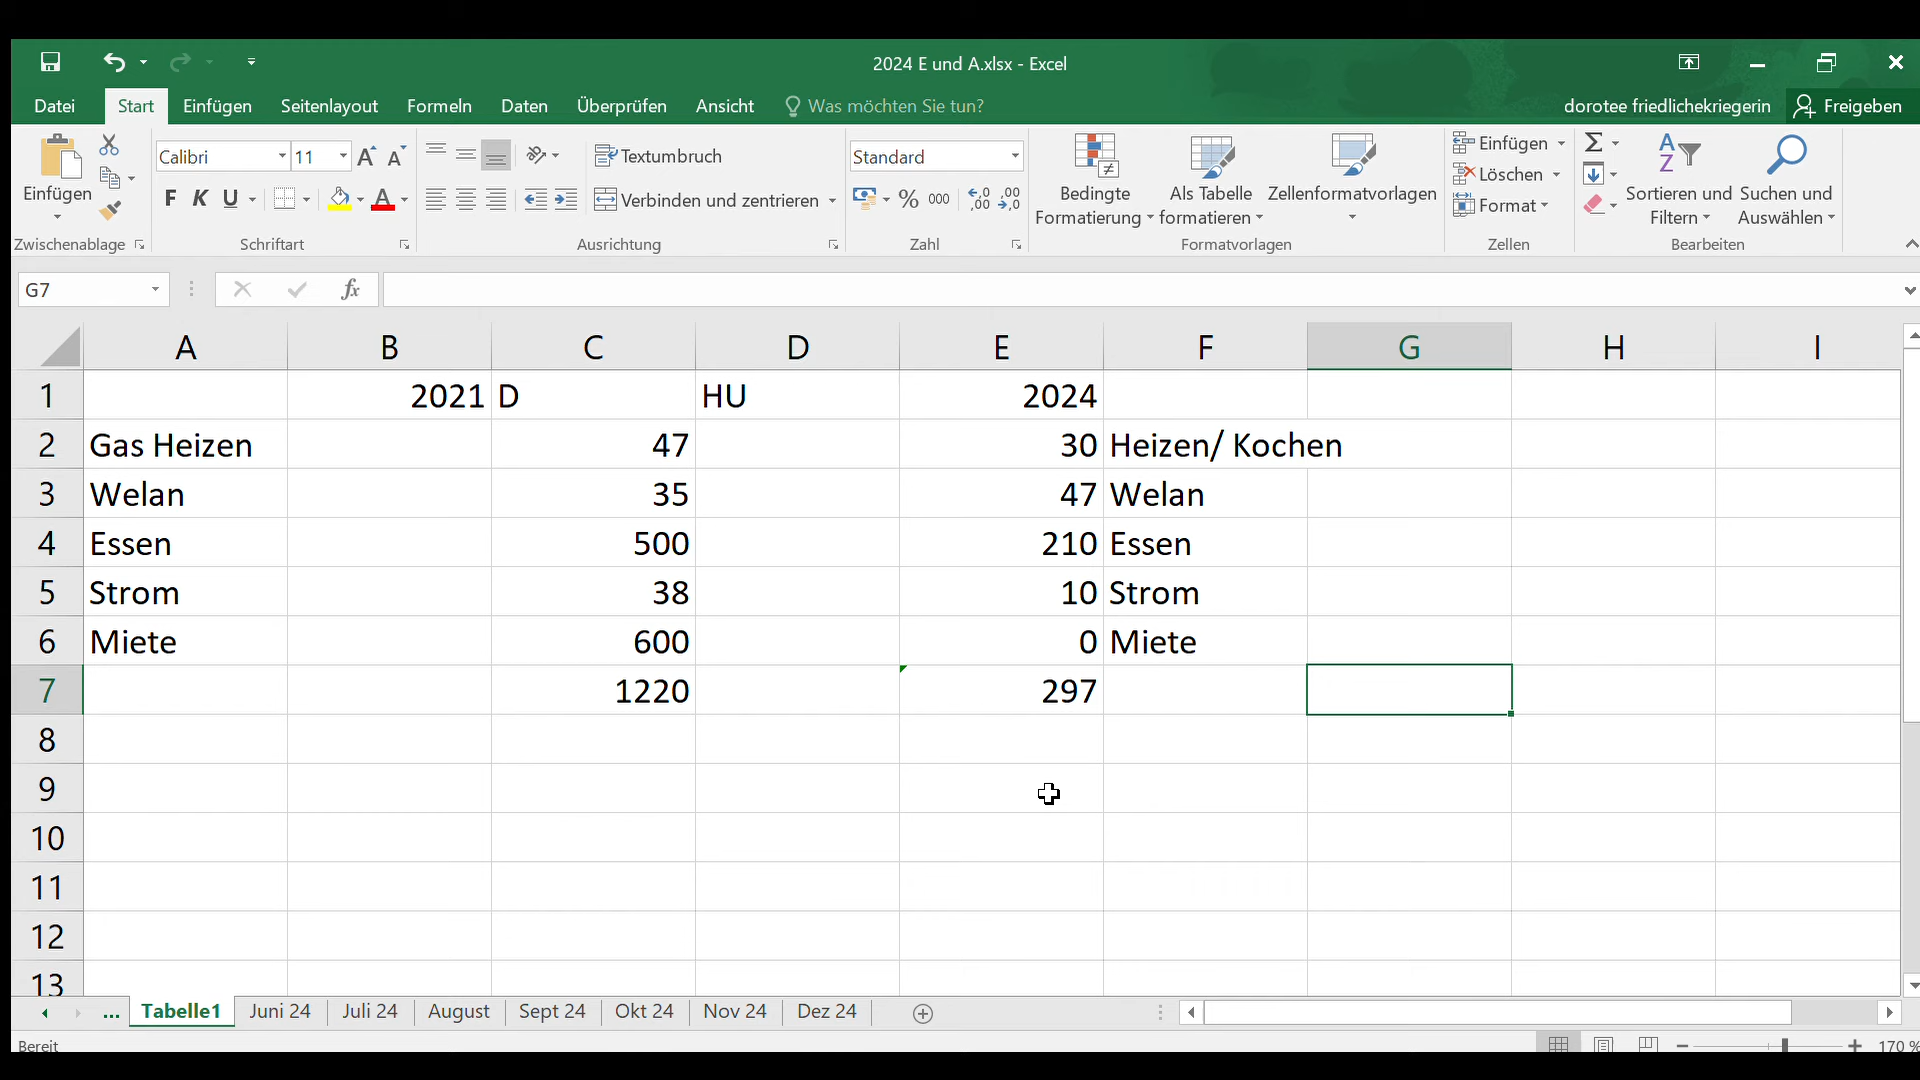 2024 E und A.xlsx - Excel
Datei Start Einfügen Seitenlayout Formeln Daten Überprüfen Ansicht Was möchten Sie tun? dorotee friedlichekriegerin Freigeben
Einfügen
Zwischenablage
Calibri 11
F K U A
Schriftart
Textumbruch
Verbinden und zentrieren
Ausrichtung
Standard
% 000 ,00 ,00
Zahl
Bedingte Formatierung
Als Tabelle formatieren
Zellenformatvorlagen
Formatvorlagen
Einfügen
Löschen
Format
Zellen
Sortieren und Filtern
Suchen und Auswählen
Bearbeiten
G7 fx
A B C D E F G H I
1 2021 D HU 2024
2 Gas Heizen 47 30 Heizen/ Kochen
3 Welan 35 47 Welan
4 Essen 500 210 Essen
5 Strom 38 10 Strom
6 Miete 600 0 Miete
7 1220 297
8
9
10
11
12
13
... Tabelle1 Juni 24 Juli 24 August Sept 24 Okt 24 Nov 24 Dez 24
Bereit 170 %